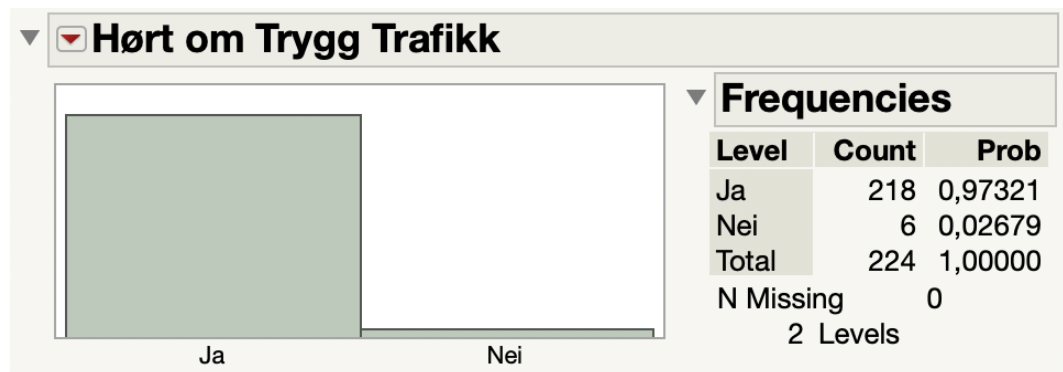 Hørt om Trygg Trafikk
Ja Nei
Frequencies
Level Count Prob
Ja 218 0,97321
Nei 6 0,02679
Total 224 1,00000
N Missing 0
2 Levels